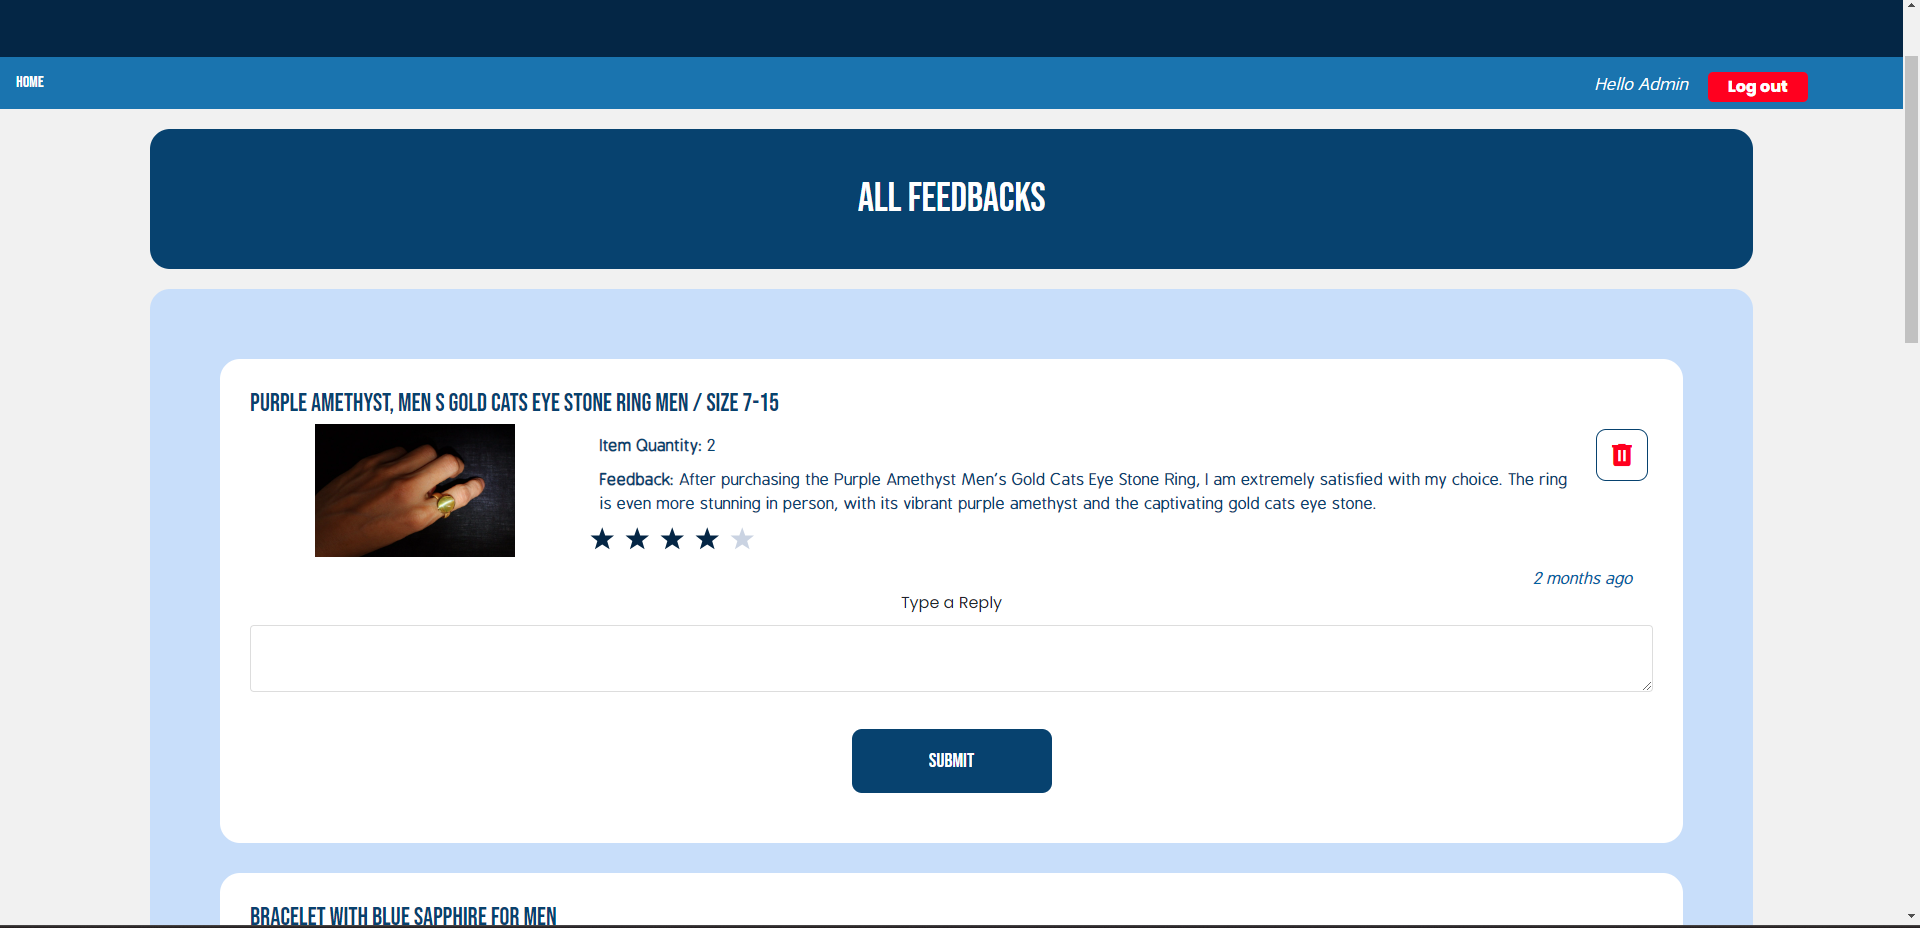 HOME
Hello Admin
Log out
ALL FEEDBACKS
PURPLE AMETHYST, MEN S GOLD CATS EYE STONE RING MEN / SIZE 7-15
Item Quantity: 2
Feedback: After purchasing the Purple Amethyst Men's Gold Cats Eye Stone Ring, I am extremely satisfied with my choice. The ring
is even more stunning in person, with its vibrant purple amethyst and the captivating gold cats eye stone.
2 months ago
Type a Reply
SUBMIT
BRACELET WITH BLUE SAPPHIRE FOR MEN